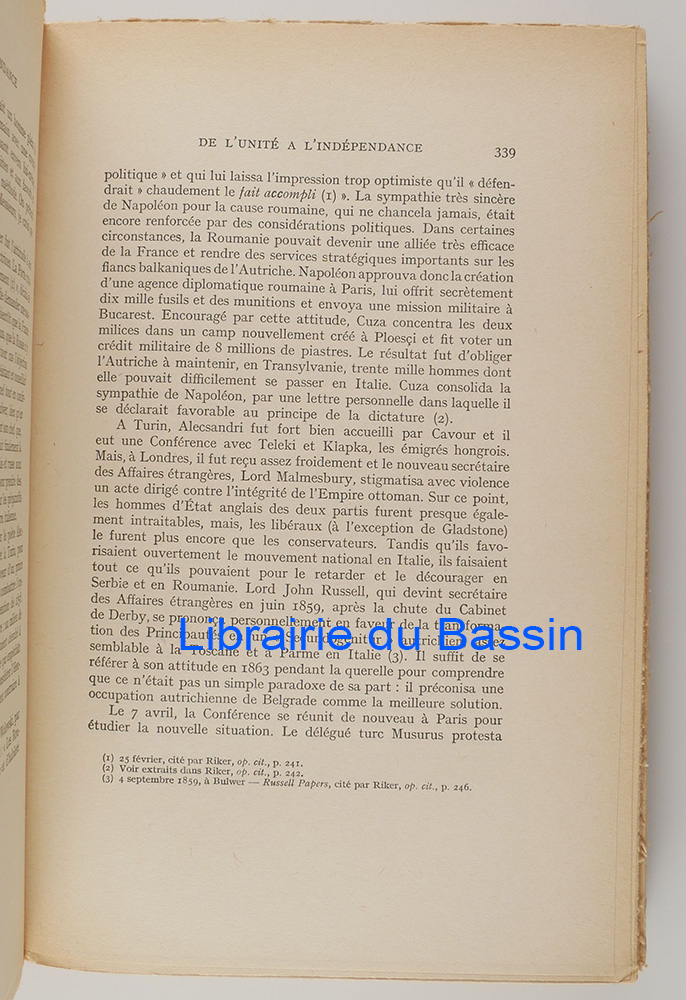 DE L'UNITÉ A L'INDÉPENDANCE 339
politique » et qui lui laissa l'impression trop optimiste qu'il « défen-
drait » chaudement le fait accompli (1) ». La sympathie très sincère
de Napoléon pour la cause roumaine, qui ne chancela jamais, était
encore renforcée par des considérations politiques. Dans certaines
circonstances, la Roumanie pouvait devenir une alliée très efficace
de la France et rendre des services stratégiques importants sur les
flancs balkaniques de l'Autriche. Napoléon approuva donc la création
d'une agence diplomatique roumaine à Paris, lui offrit secrètement
dix mille fusils et des munitions et envoya une mission militaire à
Bucarest. Encouragé par cette attitude, Cuza concentra les deux
milices dans un camp nouvellement créé à Ploesçi et fit voter un
crédit militaire de 8 millions de piastres. Le résultat fut d'obliger
l'Autriche à maintenir, en Transylvanie, trente mille hommes dont
elle pouvait difficilement se passer en Italie. Cuza consolida la
sympathie de Napoléon, par une lettre personnelle dans laquelle il
se déclarait favorable au principe de la dictature (2).
A Turin, Alecsandri fut fort bien accueilli par Cavour et il
eut une Conférence avec Teleki et Klapka, les émigrés hongrois.
Mais, à Londres, il fut reçu assez froidement et le nouveau secrétaire
des Affaires étrangères, Lord Malmesbury, stigmatisa avec violence
un acte dirigé contre l'intégrité de l'Empire ottoman. Sur ce point,
les hommes d'État anglais des deux partis furent presque égale-
ment intraitables, mais, les libéraux (à l'exception de Gladstone)
le furent plus encore que les conservateurs. Tandis qu'ils favo-
risaient ouvertement le mouvement national en Italie, ils faisaient
tout ce qu'ils pouvaient pour le retarder et le décourager en
Serbie et en Roumanie. Lord John Russell, qui devint secrétaire
des Affaires étrangères en juin 1859, après la chute du Cabinet
de Derby, se prononça personnellement en faveur de la transforma-
tion des Principautés en une Secundogeniture autrichienne assez
semblable à la Toscane et à Parme en Italie (3). Il suffit de se
référer à son attitude en 1863 pendant la querelle pour comprendre
que ce n'était pas un simple paradoxe de sa part : il préconisa une
occupation autrichienne de Belgrade comme la meilleure solution.
Le 7 avril, la Conférence se réunit de nouveau à Paris pour
étudier la nouvelle situation. Le délégué turc Musurus protesta
(1) 25 février, cité par Riker, op. cit., p. 241.
(2) Voir extraits dans Riker, op. cit., p. 242.
(3) 4 septembre 1859, à Bulwer — Russell Papers, cité par Riker, op. cit., p. 246.
Librairie du Bassin